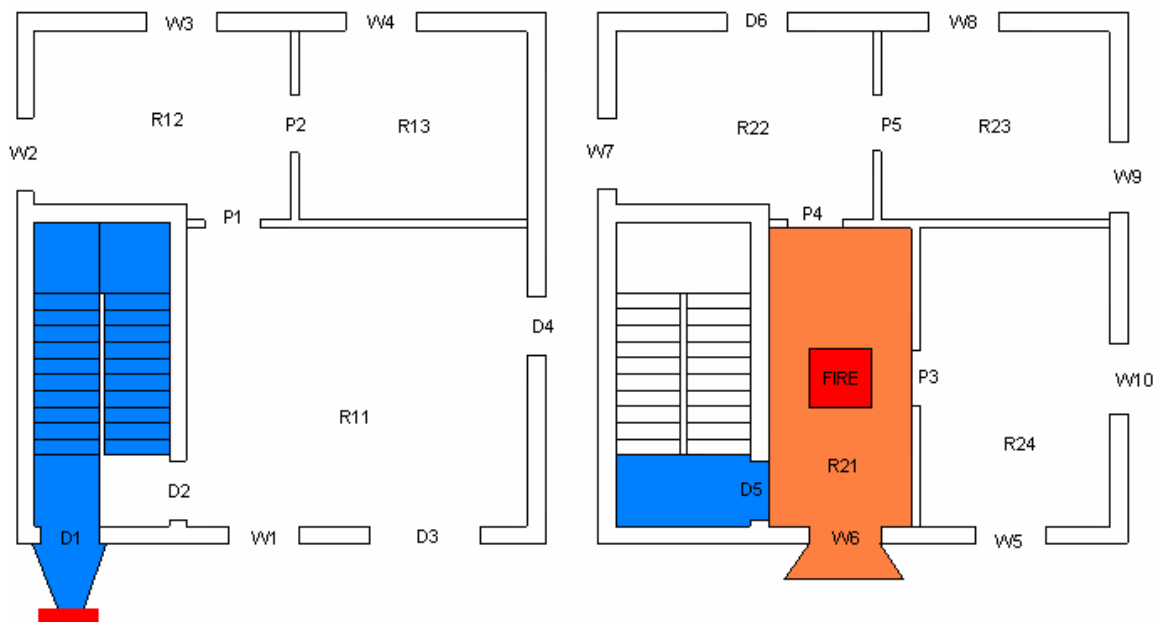 W3 W4 D6 W8
R12 P2 R13 R22 P5 R23
W2 W7 W9
P1 P4
D4
FIRE P3 W10
R11 R24
R21
D2 D5
D1 W1 D3 W6 W5